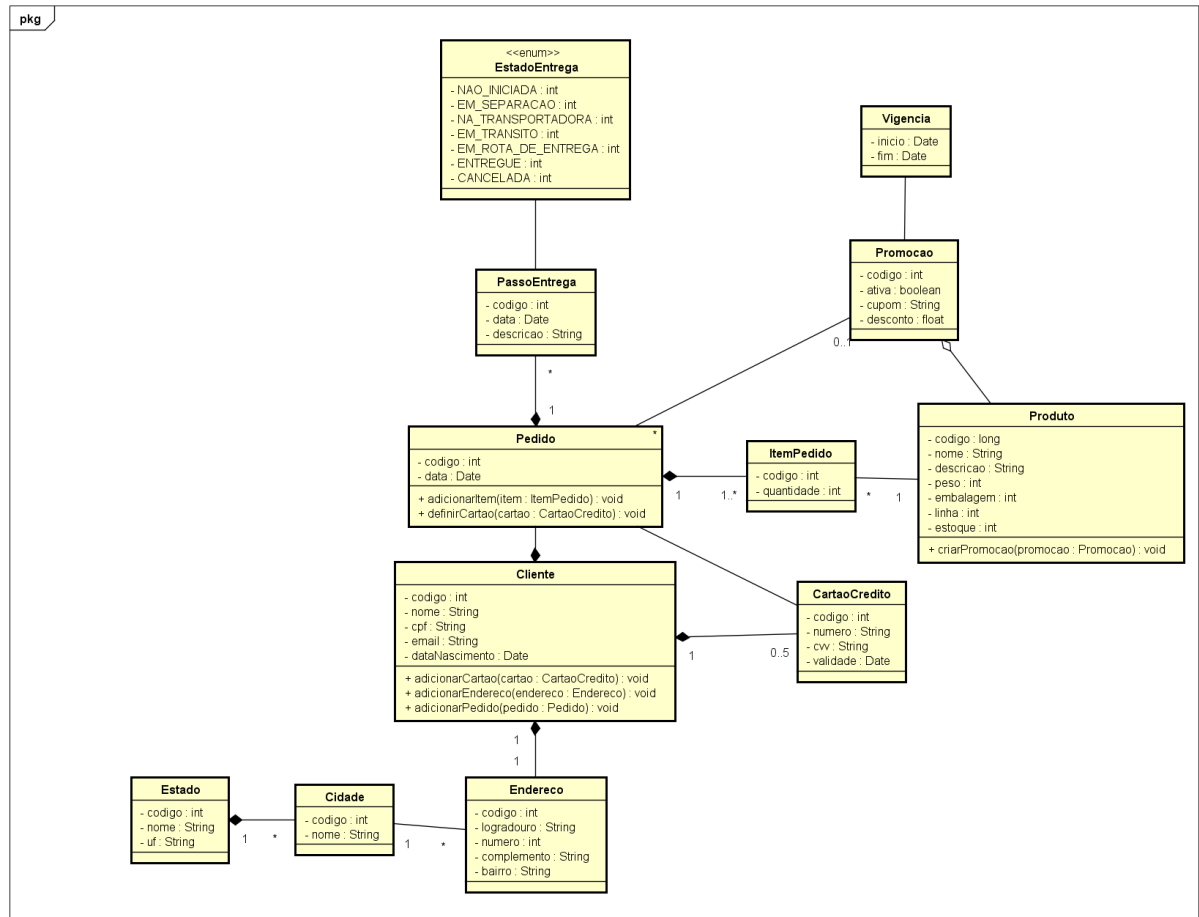 pkg
<<enum>>
EstadoEntrega
- NAO_INICIADA : int
- EM_SEPARACAO : int
- NA_TRANSPORTADORA : int
- EM_TRANSITO : int
- EM_ROTA_DE_ENTREGA : int
- ENTREGUE : int
- CANCELADA : int
Vigencia
- inicio : Date
- fim : Date
Promocao
- codigo : int
- ativa : boolean
- cupom : String
- desconto : float
0..1
PassoEntrega
- codigo : int
- data : Date
- descricao : String
*
1
Pedido
*
- codigo : int
- data : Date
+ adicionarItem(item : ItemPedido) : void
+ definirCartao(cartao : CartaoCredito) : void
1
1..*
ItemPedido
- codigo : int
- quantidade : int
*
1
Produto
- codigo : long
- nome : String
- descricao : String
- peso : int
- embalagem : int
- linha : int
- estoque : int
+ criarPromocao(promocao : Promocao) : void
Cliente
- codigo : int
- nome : String
- cpf : String
- email : String
- dataNascimento : Date
+ adicionarCartao(cartao : CartaoCredito) : void
+ adicionarEndereco(endereco : Endereco) : void
+ adicionarPedido(pedido : Pedido) : void
1
0..5
CartaoCredito
- codigo : int
- numero : String
- cvv : String
- validade : Date
1
1
Estado
- codigo : int
- nome : String
- uf : String
1
*
Cidade
- codigo : int
- nome : String
1
*
Endereco
- codigo : int
- logradouro : String
- numero : int
- complemento : String
- bairro : String